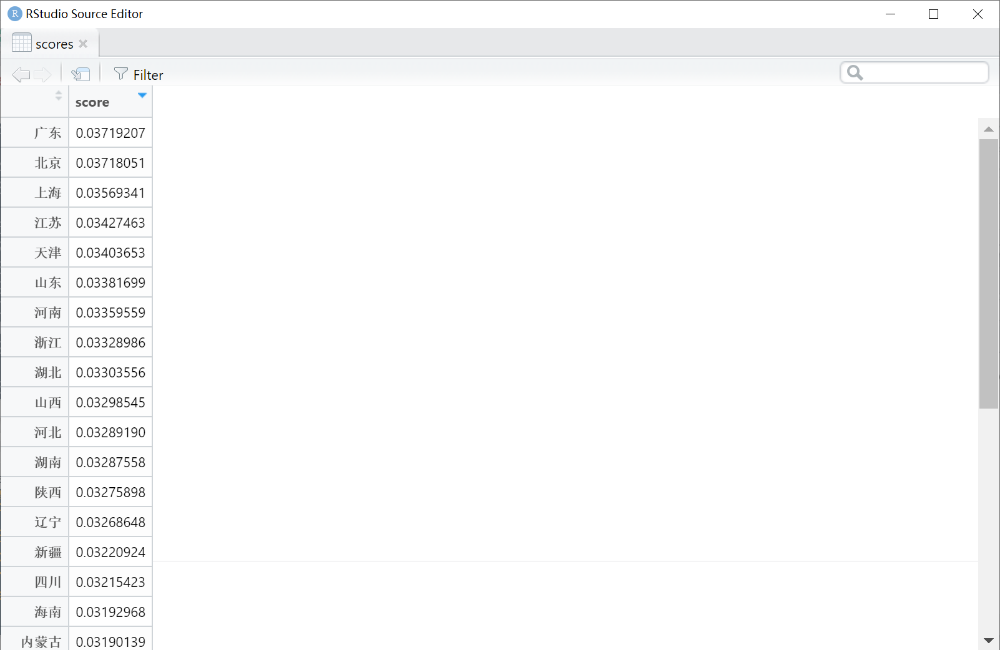 RStudio Source Editor
scores
Filter
score
广东 0.03719207
北京 0.03718051
上海 0.03569341
江苏 0.03427463
天津 0.03403653
山东 0.03381699
河南 0.03359559
浙江 0.03328986
湖北 0.03303556
山西 0.03298545
河北 0.03289190
湖南 0.03287558
陕西 0.03275898
辽宁 0.03268648
新疆 0.03220924
四川 0.03215423
海南 0.03192968
内蒙古 0.03190139